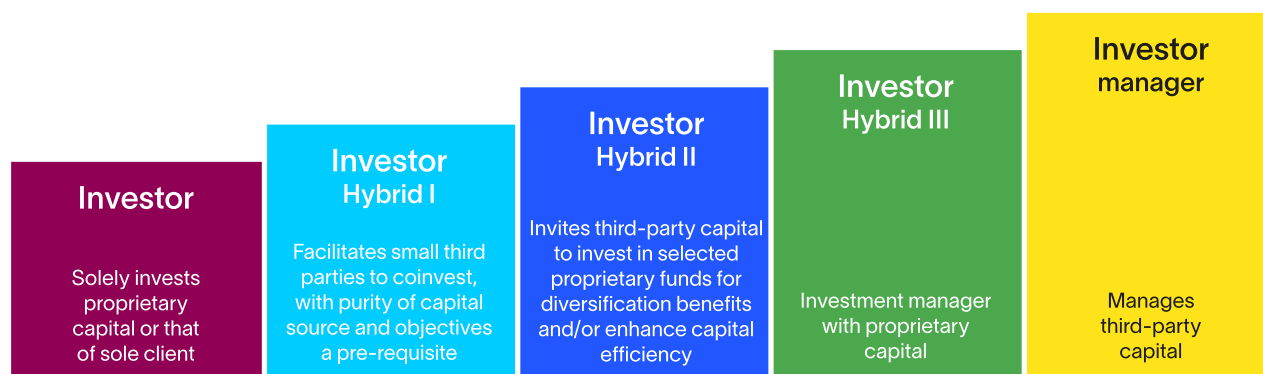 Investor
Solely invests
proprietary
capital or that
of sole client
Investor
Hybrid I
Facilitates small third
parties to coinvest,
with purity of capital
source and objectives
a pre-requisite
Investor
Hybrid II
Invites third-party capital
to invest in selected
proprietary funds for
diversification benefits
and/or enhance capital
efficiency
Investor
Hybrid III
Investment manager
with proprietary
capital
Investor
manager
Manages
third-party
capital